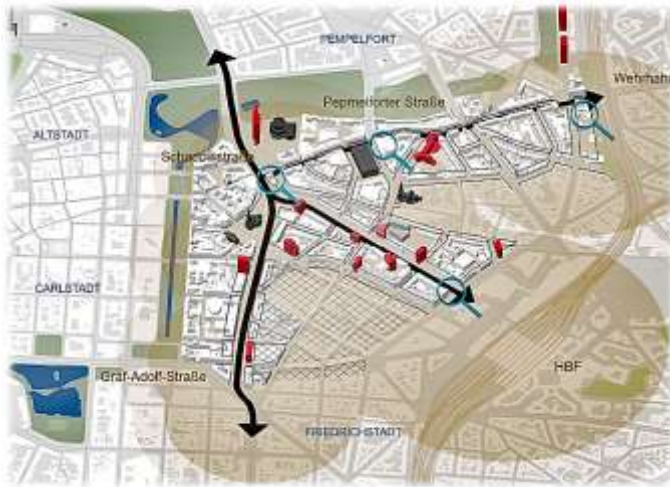 PEMPELFORT
Wehrhahn
Pempelforter Straße
ALTSTADT
Schadowstraße
CARLSTADT
Graf-Adolf-Straße
HBF
FRIEDRICHSTADT